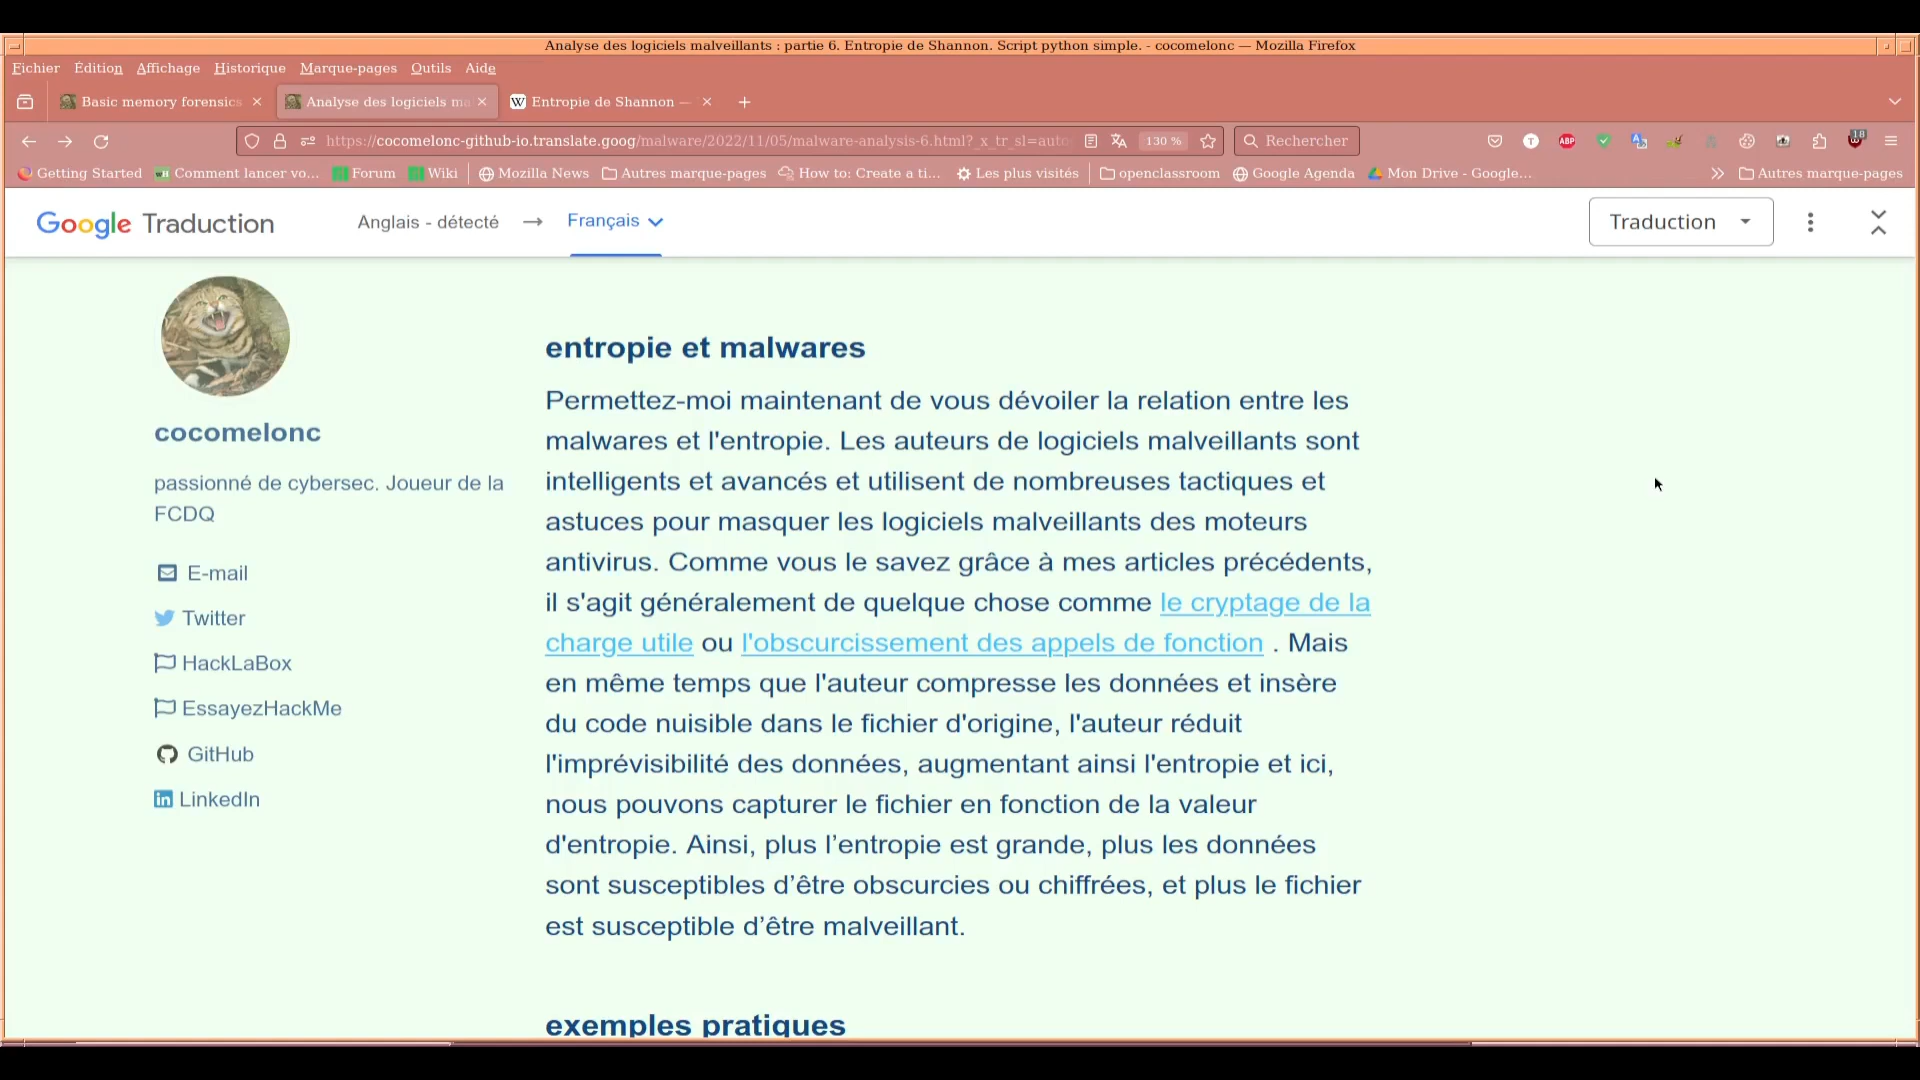 Analyse des logiciels malveillants : partie 6. Entropie de Shannon. Script python simple. - cocomelonc — Mozilla Firefox
Fichier Édition Affichage Historique Marque-pages Outils Aide
Basic memory forensics
Analyse des logiciels ma
W Entropie de Shannon —
https://cocomelonc-github-io.translate.goog/malware/2022/11/05/malware-analysis-6.html?_x_tr_sl=auto
130 %
Rechercher
T
ABP
18
Getting Started
Comment lancer vo...
Forum
Wiki
Mozilla News
Autres marque-pages
How to: Create a ti...
Les plus visités
openclassroom
Google Agenda
Mon Drive - Google...
Autres marque-pages
Google Traduction
Anglais - détecté → Français
Traduction
cocomelonc
passionné de cybersec. Joueur de la
FCDQ
E-mail
Twitter
HackLaBox
EssayezHackMe
GitHub
LinkedIn
entropie et malwares
Permettez-moi maintenant de vous dévoiler la relation entre les
malwares et l'entropie. Les auteurs de logiciels malveillants sont
intelligents et avancés et utilisent de nombreuses tactiques et
astuces pour masquer les logiciels malveillants des moteurs
antivirus. Comme vous le savez grâce à mes articles précédents,
il s'agit généralement de quelque chose comme le cryptage de la
charge utile ou l'obscurcissement des appels de fonction . Mais
en même temps que l'auteur compresse les données et insère
du code nuisible dans le fichier d'origine, l'auteur réduit
l'imprévisibilité des données, augmentant ainsi l'entropie et ici,
nous pouvons capturer le fichier en fonction de la valeur
d'entropie. Ainsi, plus l’entropie est grande, plus les données
sont susceptibles d’être obscurcies ou chiffrées, et plus le fichier
est susceptible d’être malveillant.
exemples pratiques